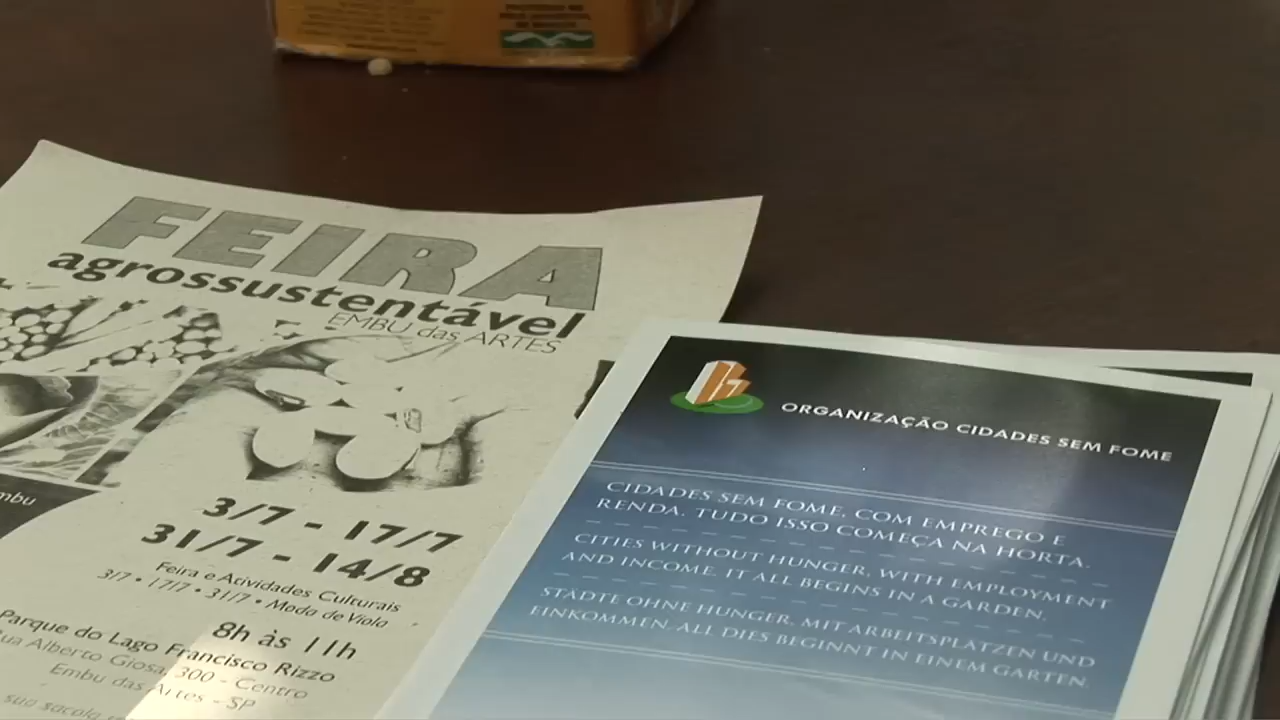 FEIRA
agrossustentável
EMBU das ARTES
mbu
3/7 - 17/7
31/7 - 14/8
Feira e Atividades Culturais
3/7 • 17/7 • 31/7 • Moda de Viola
8h às 11h
Parque do Lago Francisco Rizzo
Rua Alberto Giosa, 300 - Centro
Embu das Artes - SP
sua sacola
ORGANIZAÇÃO CIDADES SEM FOME
CIDADES SEM FOME, COM EMPREGO E
RENDA. TUDO ISSO COMEÇA NA HORTA.
CITIES WITHOUT HUNGER, WITH EMPLOYMENT
AND INCOME. IT ALL BEGINS IN A GARDEN.
STÄDTE OHNE HUNGER, MIT ARBEITSPLATZEN UND
EINKOMMEN. ALL DIES BEGINNT IN EINEM GARTEN.